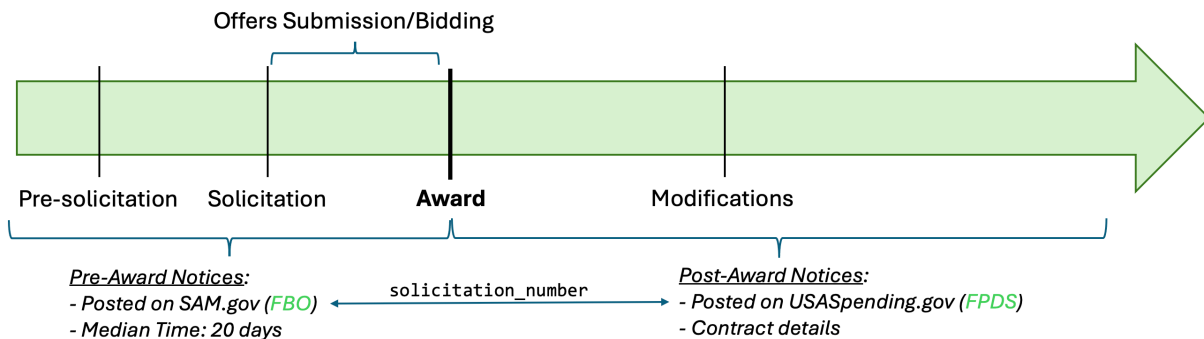 Offers Submission/Bidding
Pre-solicitation
Solicitation
Award
Modifications
Pre-Award Notices:
- Posted on SAM.gov (FBO)
- Median Time: 20 days
solicitation_number
Post-Award Notices:
- Posted on USASpending.gov (FPDS)
- Contract details